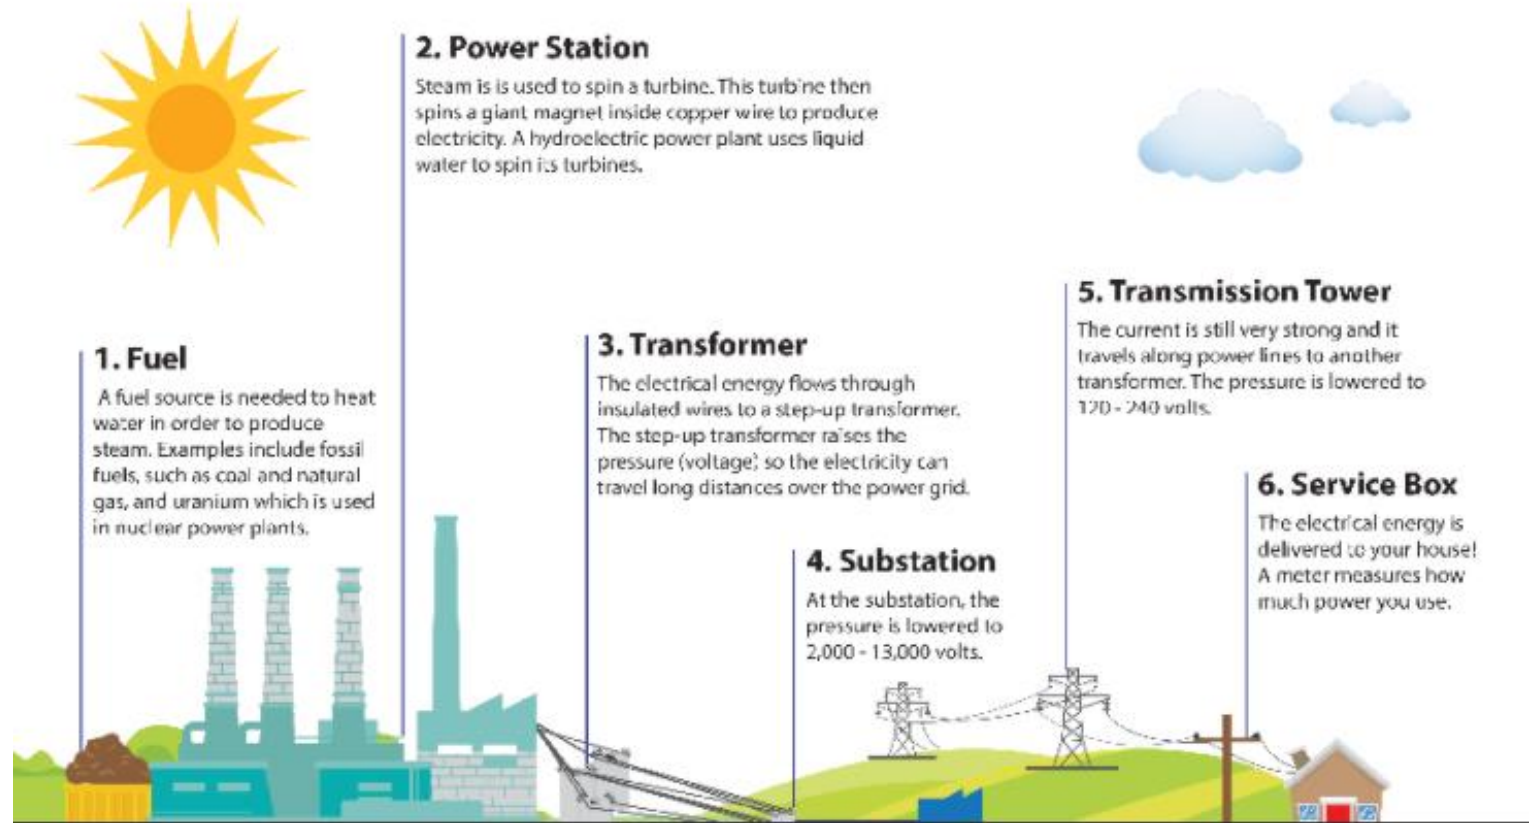 2. Power Station
Steam is is used to spin a turbine. This turbine then
spins a giant magnet inside copper wire to produce
electricity. A hydroelectric power plant uses liquid
water to spin its turbines.
1. Fuel
A fuel source is needed to heat
water in order to produce
steam. Examples include fossil
fuels, such as coal and natural
gas, and uranium which is used
in nuclear power plants.
3. Transformer
The electrical energy flows through
insulated wires to a step-up transformer.
The step-up transformer raises the
pressure (voltage) so the electricity can
travel long distances over the power grid.
4. Substation
At the substation, the
pressure is lowered to
2,000 - 13,000 volts.
5. Transmission Tower
The current is still very strong and it
travels along power lines to another
transformer. The pressure is lowered to
120 - 240 volts.
6. Service Box
The electrical energy is
delivered to your house!
A meter measures how
much power you use.